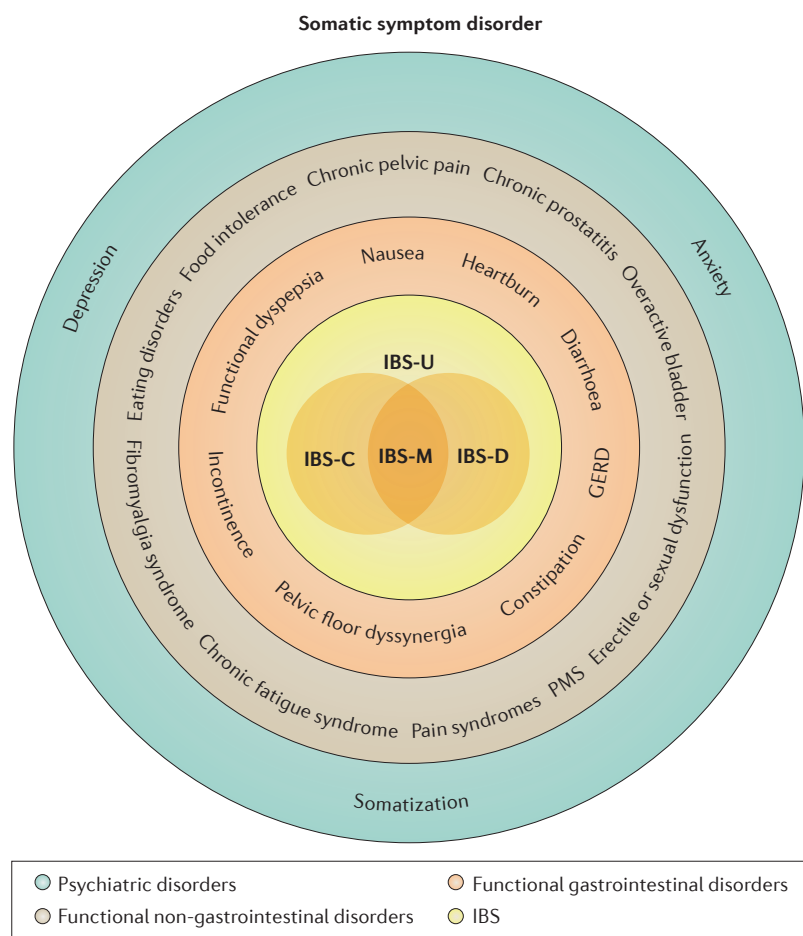 Somatic symptom disorder
Depression
Anxiety
Somatization
Eating disorders
Food intolerance
Chronic pelvic pain
Chronic prostatitis
Overactive bladder
Erectile or sexual dysfunction
PMS
Pain syndromes
Chronic fatigue syndrome
Fibromyalgia syndrome
Functional dyspepsia
Nausea
Heartburn
Diarrhoea
GERD
Constipation
Pelvic floor dyssynergia
Incontinence
IBS-U
IBS-C
IBS-M
IBS-D
Psychiatric disorders
Functional gastrointestinal disorders
Functional non-gastrointestinal disorders
IBS